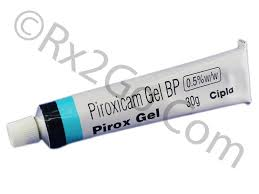 ©Rx2Go.Com
Piroxicam Gel BP 0.5% w/w
Pirox Gel 30g
Cipla